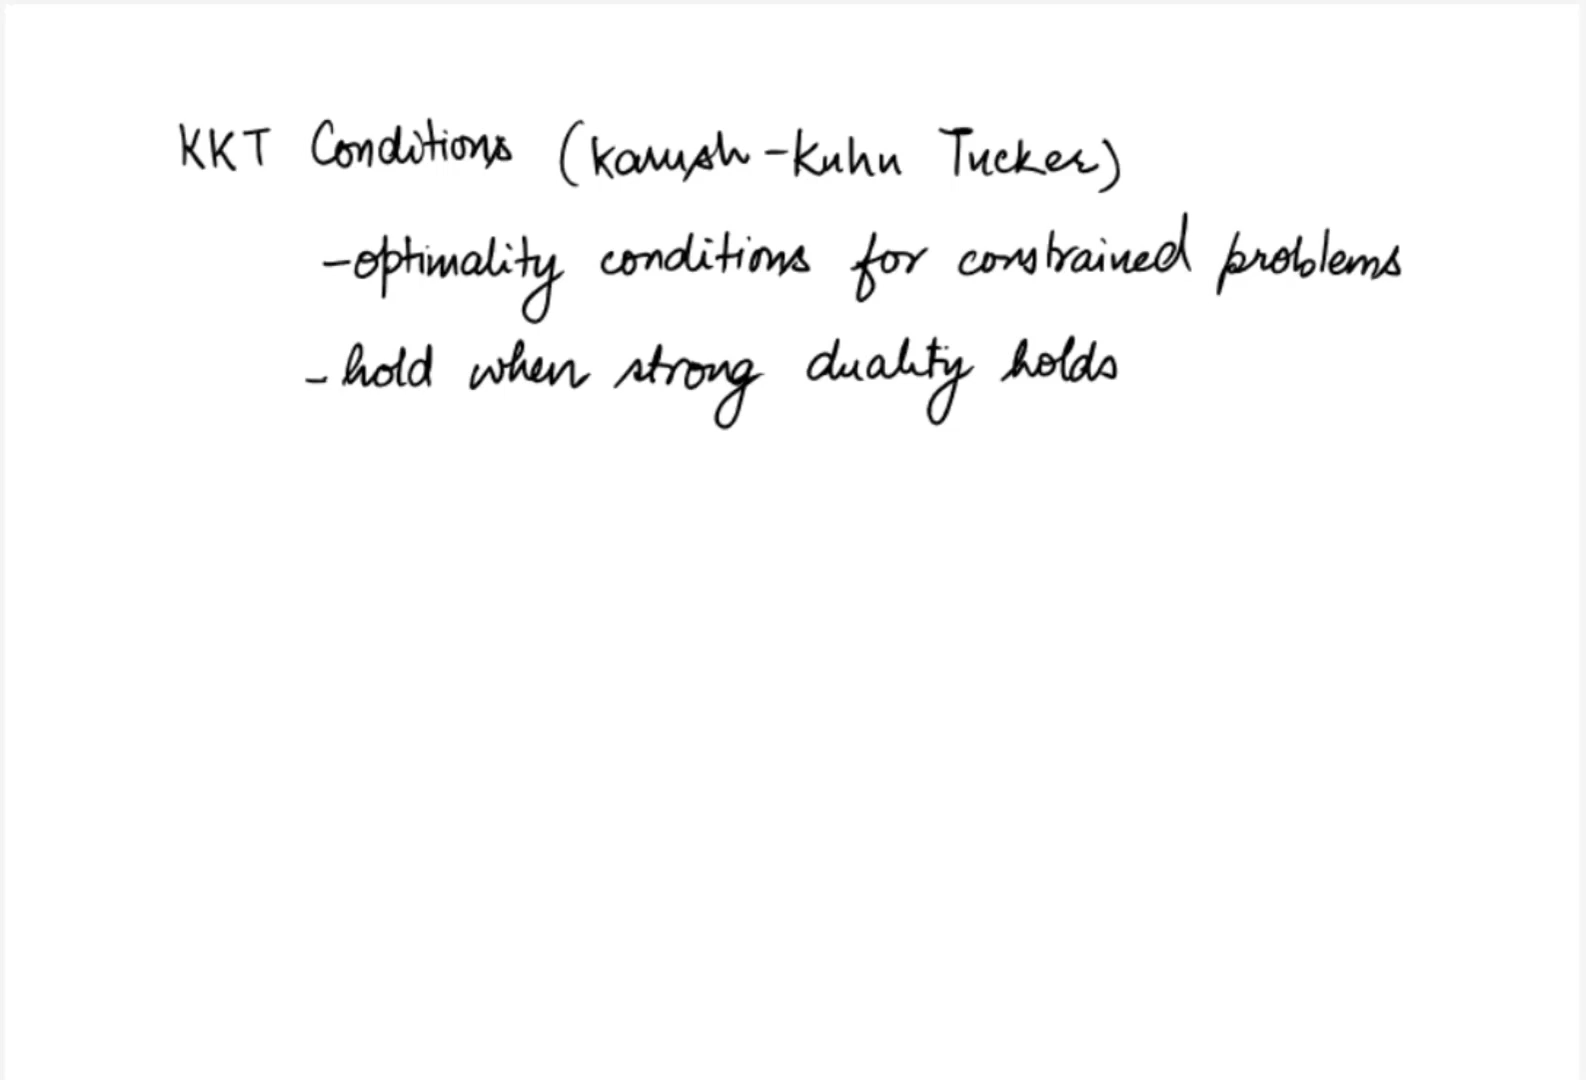 KKT Conditions (Karush-Kuhn Tucker)
-optimality conditions for constrained problems
- hold when strong duality holds